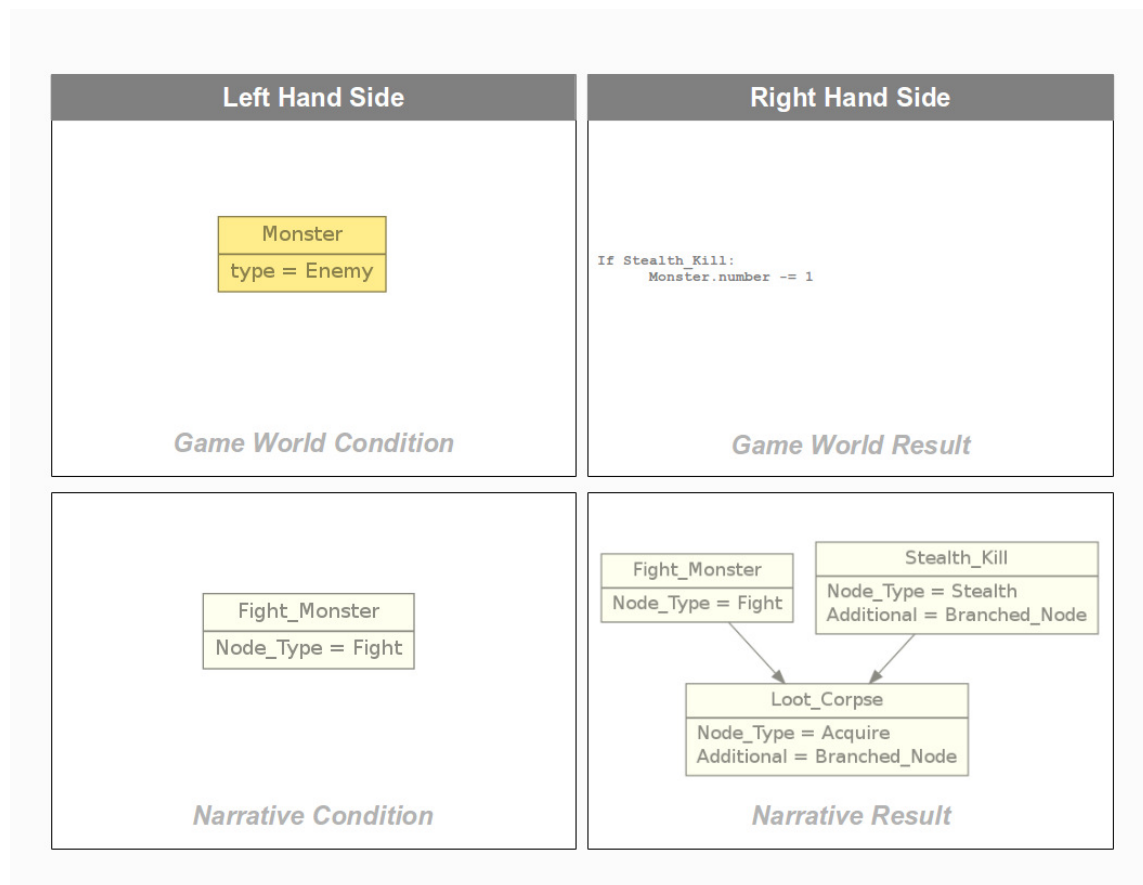 Left Hand Side
Right Hand Side
Monster
type = Enemy
Game World Condition
If Stealth_Kill:
Monster.number -= 1
Game World Result
Fight_Monster
Node_Type = Fight
Narrative Condition
Fight_Monster
Node_Type = Fight
Stealth_Kill
Node_Type = Stealth
Additional = Branched_Node
Loot_Corpse
Node_Type = Acquire
Additional = Branched_Node
Narrative Result